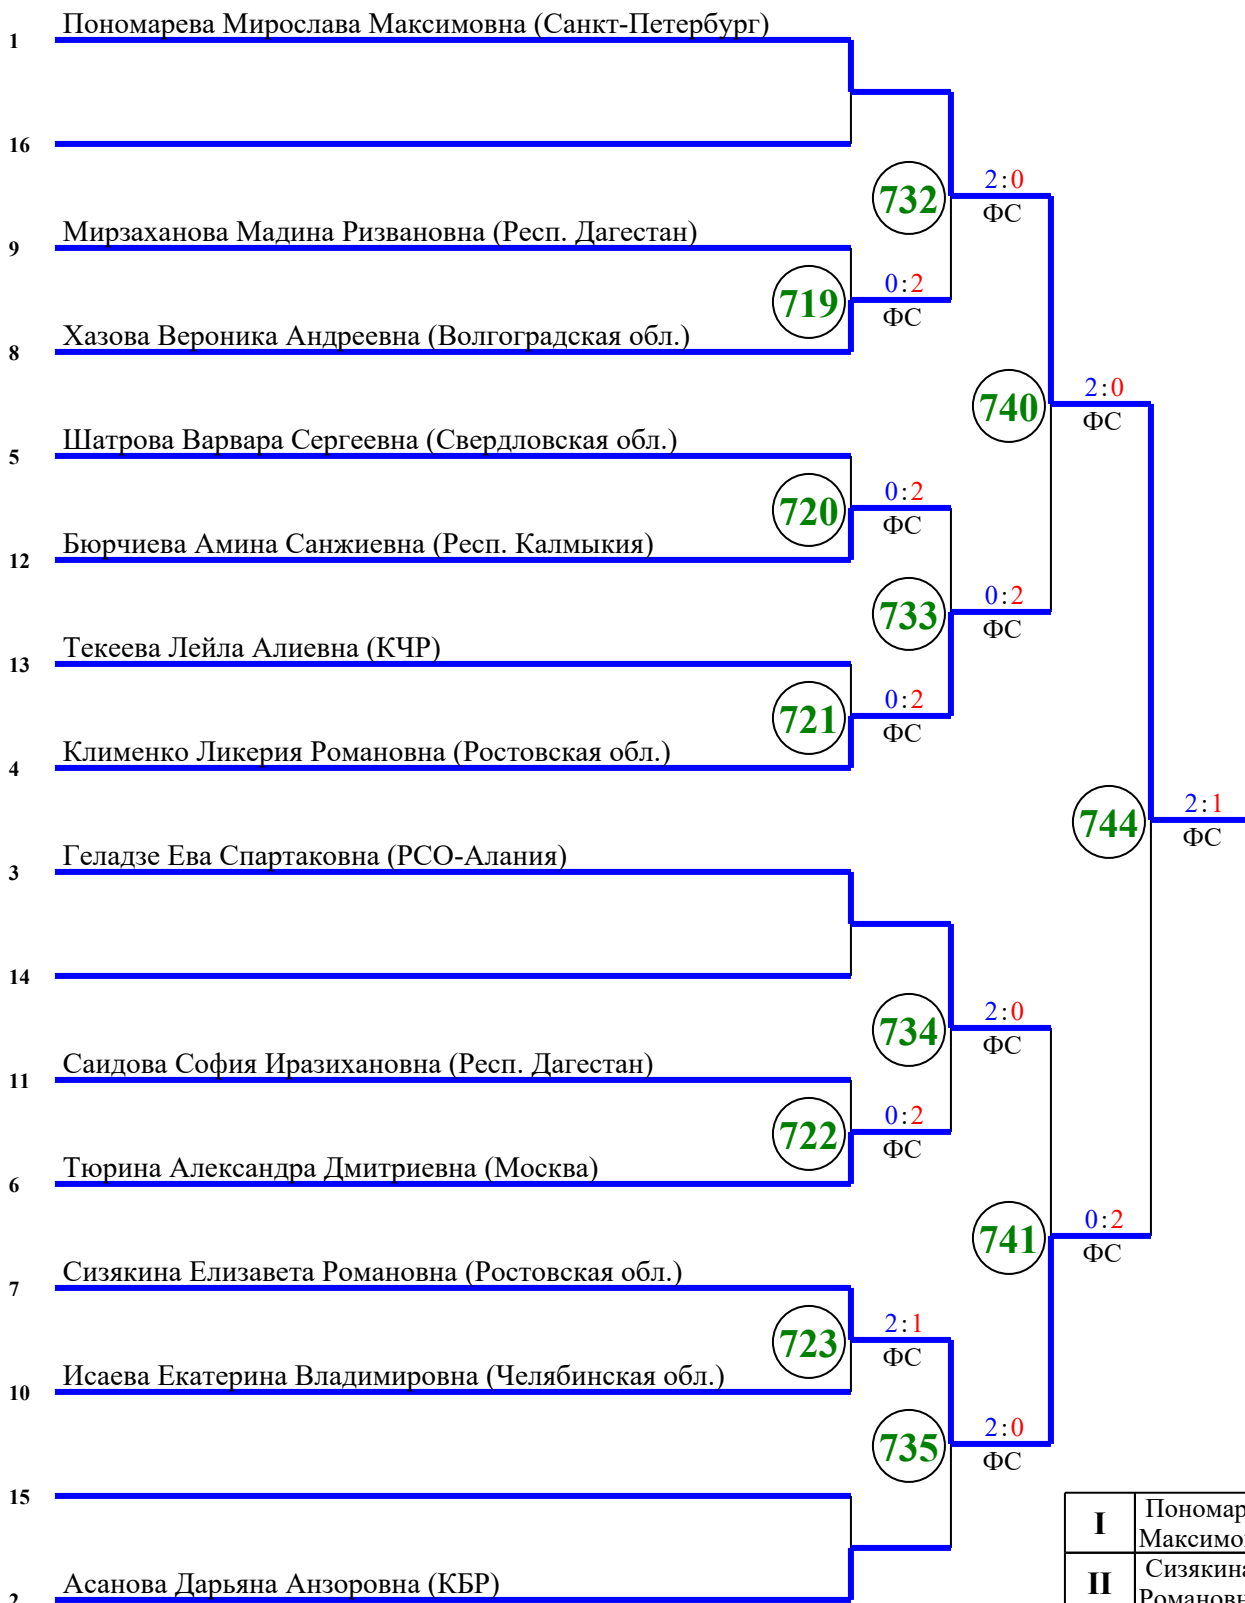 Пономарева Мирослава Максимовна (Санкт-Петербург)
1
16
732
2:0
ФС
Мирзаханова Мадина Ризвановна (Респ. Дагестан)
9
719
0:2
ФС
Хазова Вероника Андреевна (Волгоградская обл.)
8
740
2:0
ФС
Шатрова Варвара Сергеевна (Свердловская обл.)
5
720
0:2
ФС
Бюрчиева Амина Санжиевна (Респ. Калмыкия)
12
733
0:2
ФС
Текеева Лейла Алиевна (КЧР)
13
721
0:2
ФС
Клименко Ликерия Романовна (Ростовская обл.)
4
744
2:1
ФС
Геладзе Ева Спартаковна (РСО-Алания)
3
14
734
2:0
ФС
Саидова София Иразихановна (Респ. Дагестан)
11
722
0:2
ФС
Тюрина Александра Дмитриевна (Москва)
6
741
0:2
ФС
Сизякина Елизавета Романовна (Ростовская обл.)
7
723
2:1
ФС
Исаева Екатерина Владимировна (Челябинская обл.)
10
735
2:0
ФС
15
I
Пономар
Максимо
Асанова Дарьяна Анзоровна (КБР)
2
II
Сизякина
Романовн